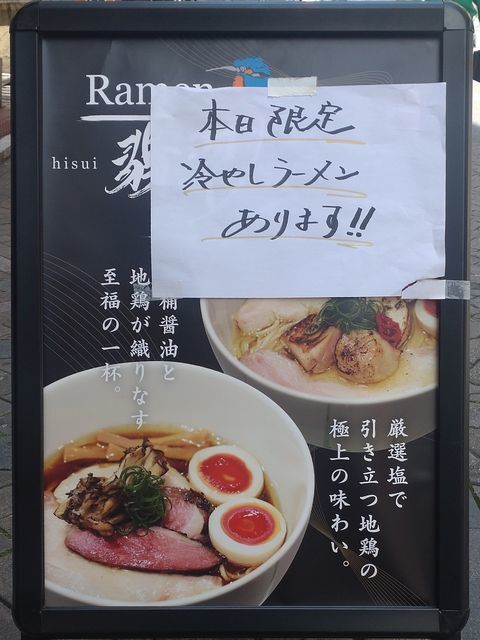 Ramen
hisui
本日限定
冷やしラーメン
あります!!
桶醤油と
地鶏が織りなす
至福の一杯。
厳選塩で
引き立つ地鶏の
極上の味わい。